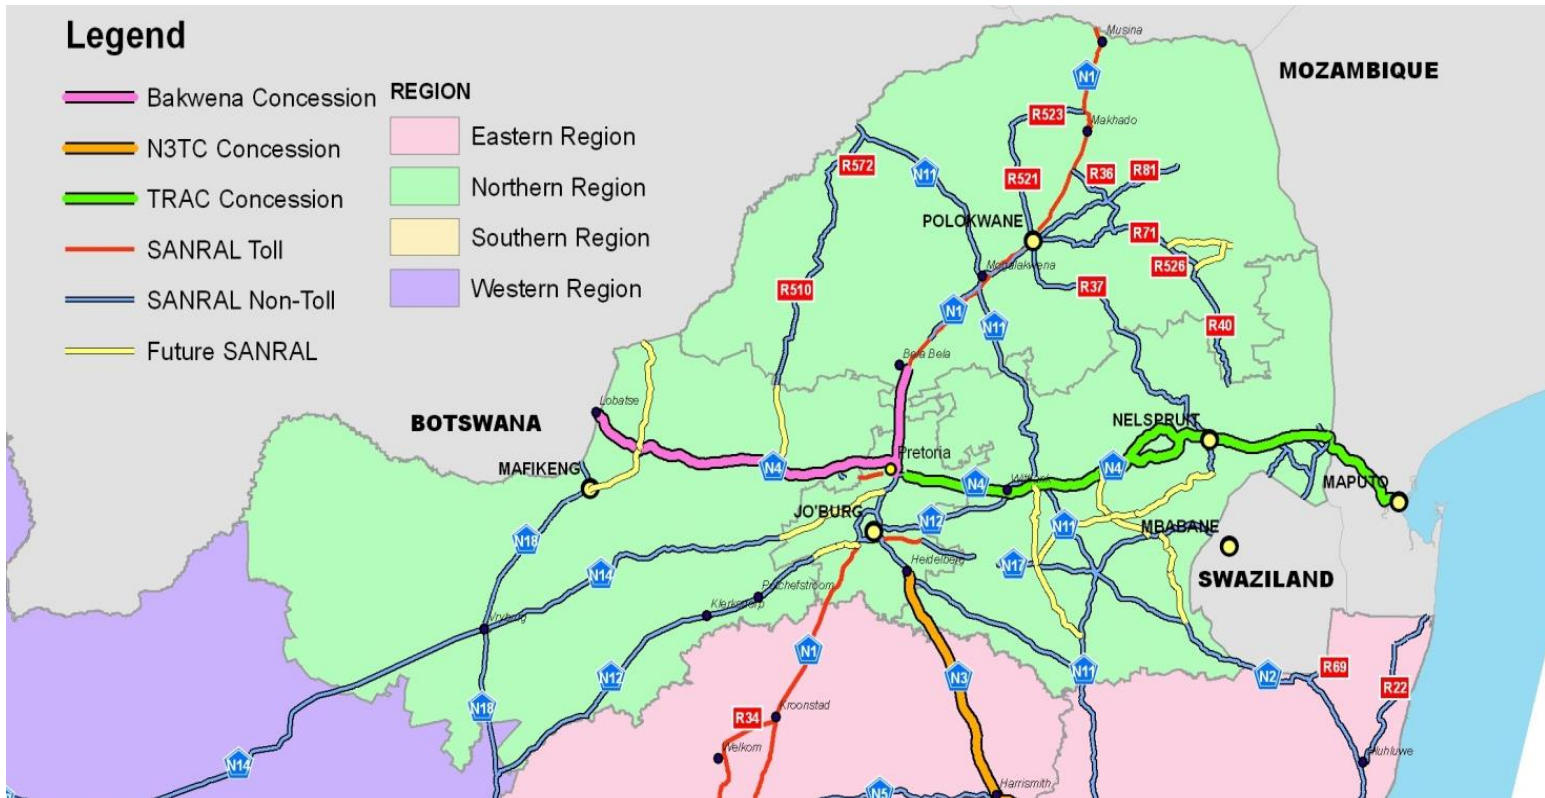 Legend
Bakwena Concession
N3TC Concession
TRAC Concession
SANRAL Toll
SANRAL Non-Toll
Future SANRAL
REGION
Eastern Region
Northern Region
Southern Region
Western Region
Musina
MOZAMBIQUE
N1
R523
Makhado
R572
N11
R521
R36
R81
POLOKWANE
R71
R526
Mokalakwena
R510
R37
N1
N11
R40
Bela Bela
Lobatse
BOTSWANA
NELSPRUIT
Pretoria
MAFIKENG
N4
N4
N4
Witbank
MAPUTO
JO'BURG
N12
N11
MBABANE
N18
N14
Heidelberg
N17
SWAZILAND
Potchefstroom
Klerksdorp
Vryburg
N1
N12
N3
N11
N2
R69
R22
N18
R34
Kroonstad
Welkom
N14
Hluhluwe
Harrismith
N5